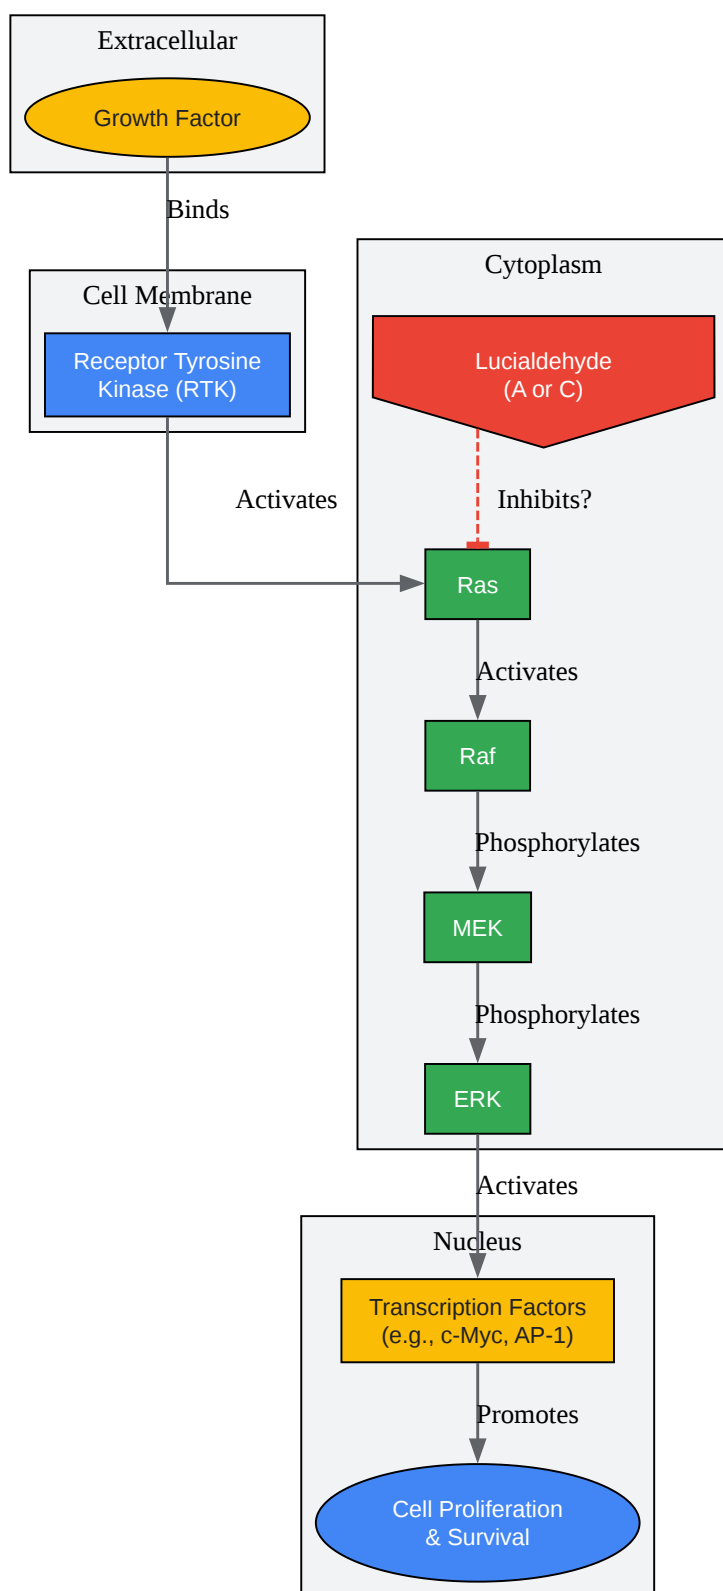 Extracellular
Growth Factor
Binds
Cell Membrane
Receptor Tyrosine
Kinase (RTK)
Cytoplasm
Lucialdehyde
(A or C)
Activates
Inhibits?
Ras
Activates
Raf
Phosphorylates
MEK
Phosphorylates
ERK
Activates
Nucleus
Transcription Factors
(e.g., c-Myc, AP-1)
Promotes
Cell Proliferation
& Survival